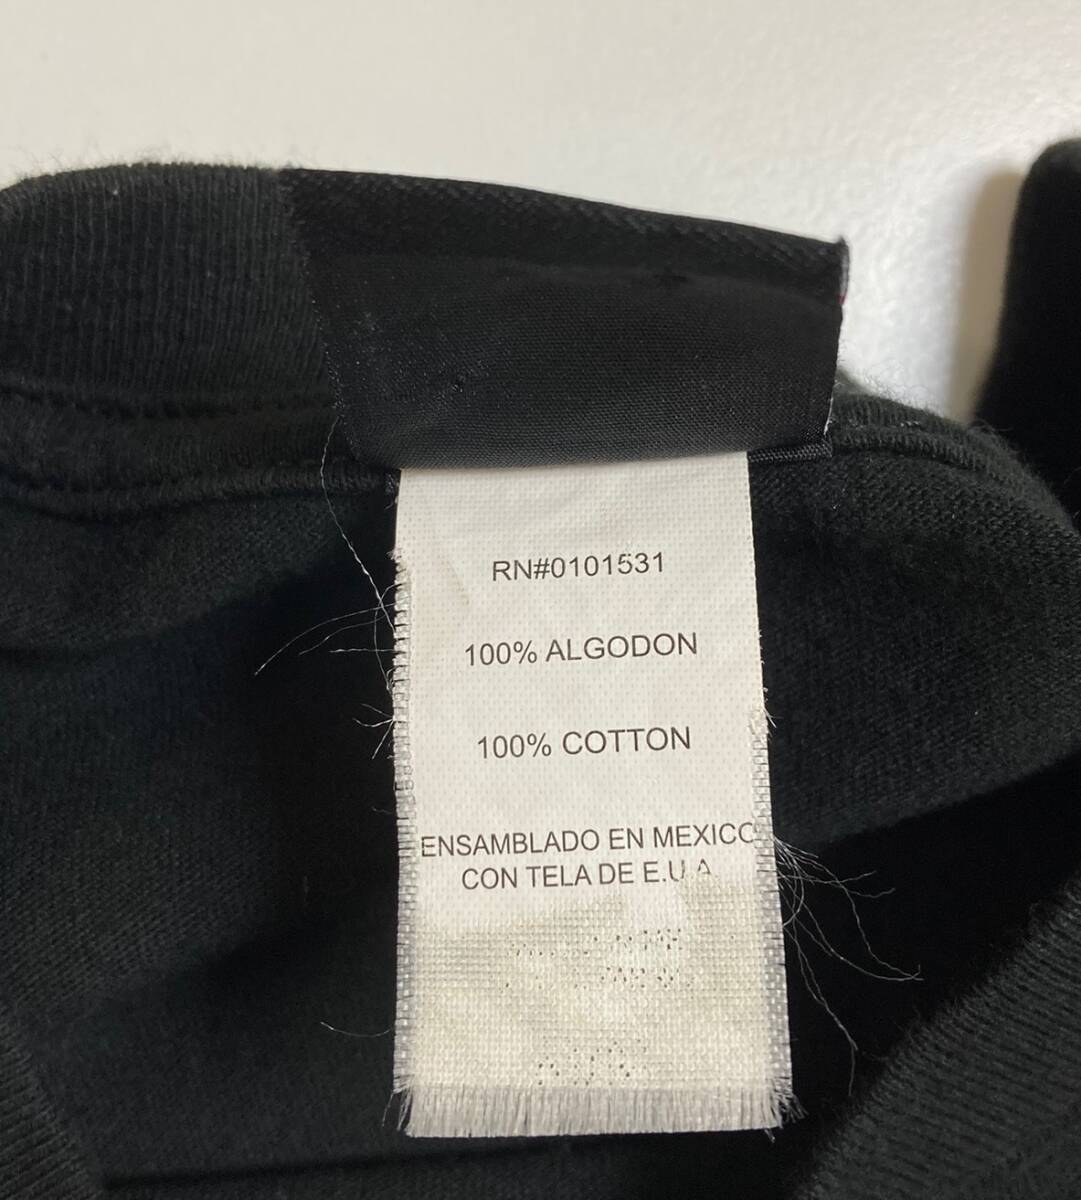 RN#0101531
100% ALGODON
100% COTTON
ENSAMBLADO EN MEXICO
CON TELA DE E.U.A